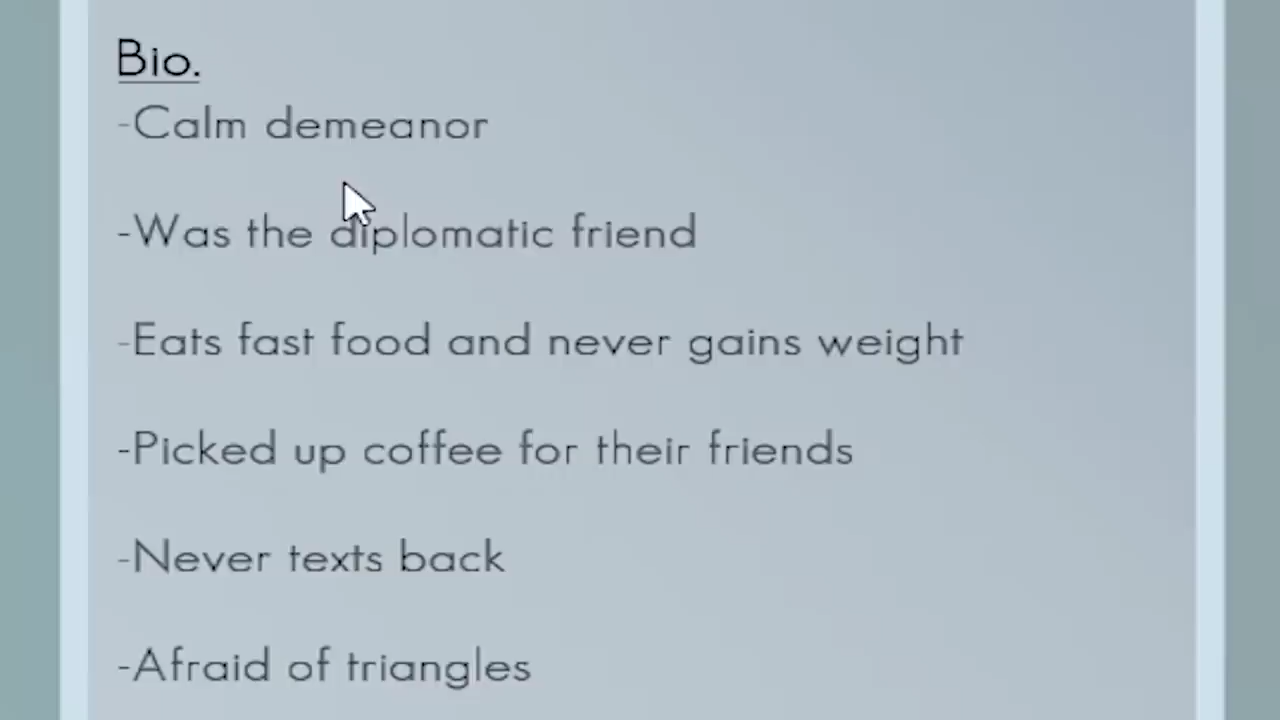 Bio.
-Calm demeanor
-Was the diplomatic friend
-Eats fast food and never gains weight
-Picked up coffee for their friends
-Never texts back
-Afraid of triangles